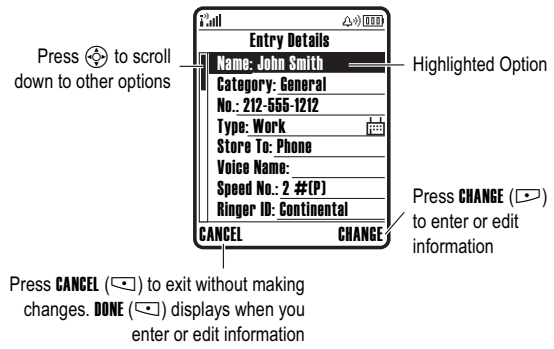 Entry Details
Press to scroll
down to other options
Name: John Smith
Highlighted Option
Category: General
No.: 212-555-1212
Type: Work
Store To: Phone
Voice Name:
Speed No.: 2 #(P)
Ringer ID: Continental
CANCEL CHANGE
Press CHANGE ( )
to enter or edit
information
Press CANCEL ( ) to exit without making
changes. DONE ( ) displays when you
enter or edit information